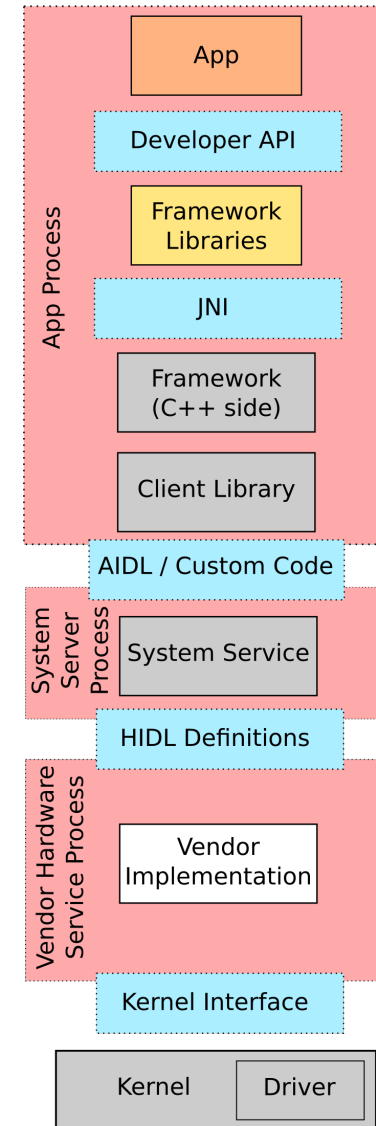 App
Developer API
App Process
Framework
Libraries
JNI
Framework
(C++ side)
Client Library
AIDL / Custom Code
System
Server
Process
System Service
HIDL Definitions
Vendor Hardware
Service Process
Vendor
Implementation
Kernel Interface
Kernel
Driver